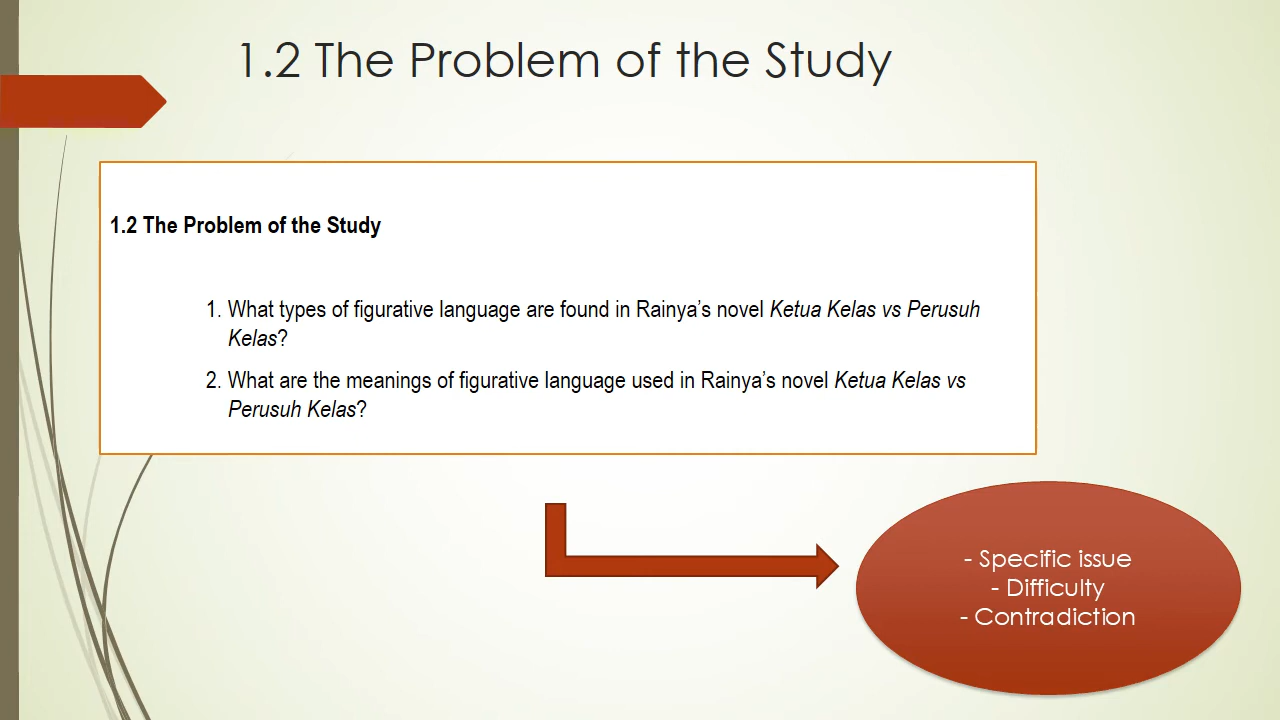 1.2 The Problem of the Study
1.2 The Problem of the Study
1. What types of figurative language are found in Rainya’s novel Ketua Kelas vs Perusuh
Kelas?
2. What are the meanings of figurative language used in Rainya’s novel Ketua Kelas vs
Perusuh Kelas?
- Specific issue
- Difficulty
- Contradiction